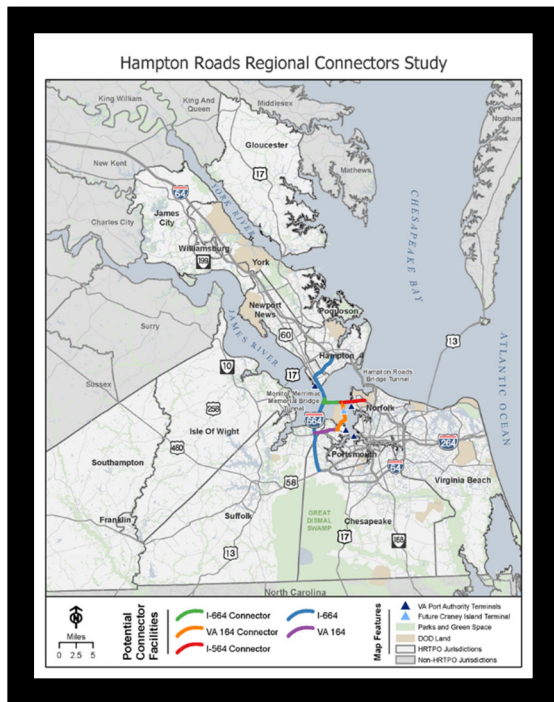 Hampton Roads Regional Connectors Study
King William
King And
Queen
Middlesex
Northam
Gloucester
17
Mathews
New Kent
64
YORK RIVER
CHESAPEAKE BAY
James
City
Charles City
Williamsburg
199
York
Newport
News
Poquoson
Surry
JAMES RIVER
60
13
ATLANTIC OCEAN
10
17
Hampton
Hampton Roads
Bridge Tunnel
Sussex
Monitor Merrimac
Memorial Bridge
Tunnel
258
Norfolk
664
Isle Of Wight
264
460
Portsmouth
64
Southampton
58
Virginia Beach
GREAT
DISMAL
SWAMP
Franklin
Suffolk
Chesapeake
13
17
168
North Carolina
N
Miles
0 2.5 5
Potential
Connector
Facilities
I-664 Connector
VA 164 Connector
I-564 Connector
I-664
VA 164
Map Features
VA Port Authority Terminals
Future Craney Island Terminal
Parks and Green Space
DOD Land
HRTPO Jurisdictions
Non-HRTPO Jurisdictions